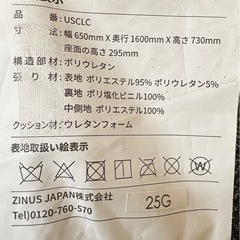 表示
番: USCLC
寸 法: 幅 650mm X 奥行 1600mm X 高さ 730mm
座面の高さ 295mm
構造部材: ポリウレタン
張り材: 表地 ポリエステル95% ポリウレタン5%
裏地 ポリ塩化ビニル100%
中側地 ポリエステル100%
クッション材: ウレタンフォーム
表地取扱い絵表示
ZINUS JAPAN株式会社
Tel)0120-760-570
25G